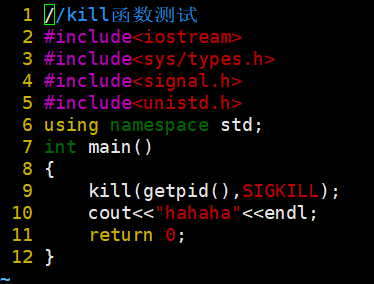 1 //kill函数测试
2 #include<iostream>
3 #include<sys/types.h>
4 #include<signal.h>
5 #include<unistd.h>
6 using namespace std;
7 int main()
8 {
9     kill(getpid(),SIGKILL);
10     cout<<"hahaha"<<endl;
11     return 0;
12 }
~